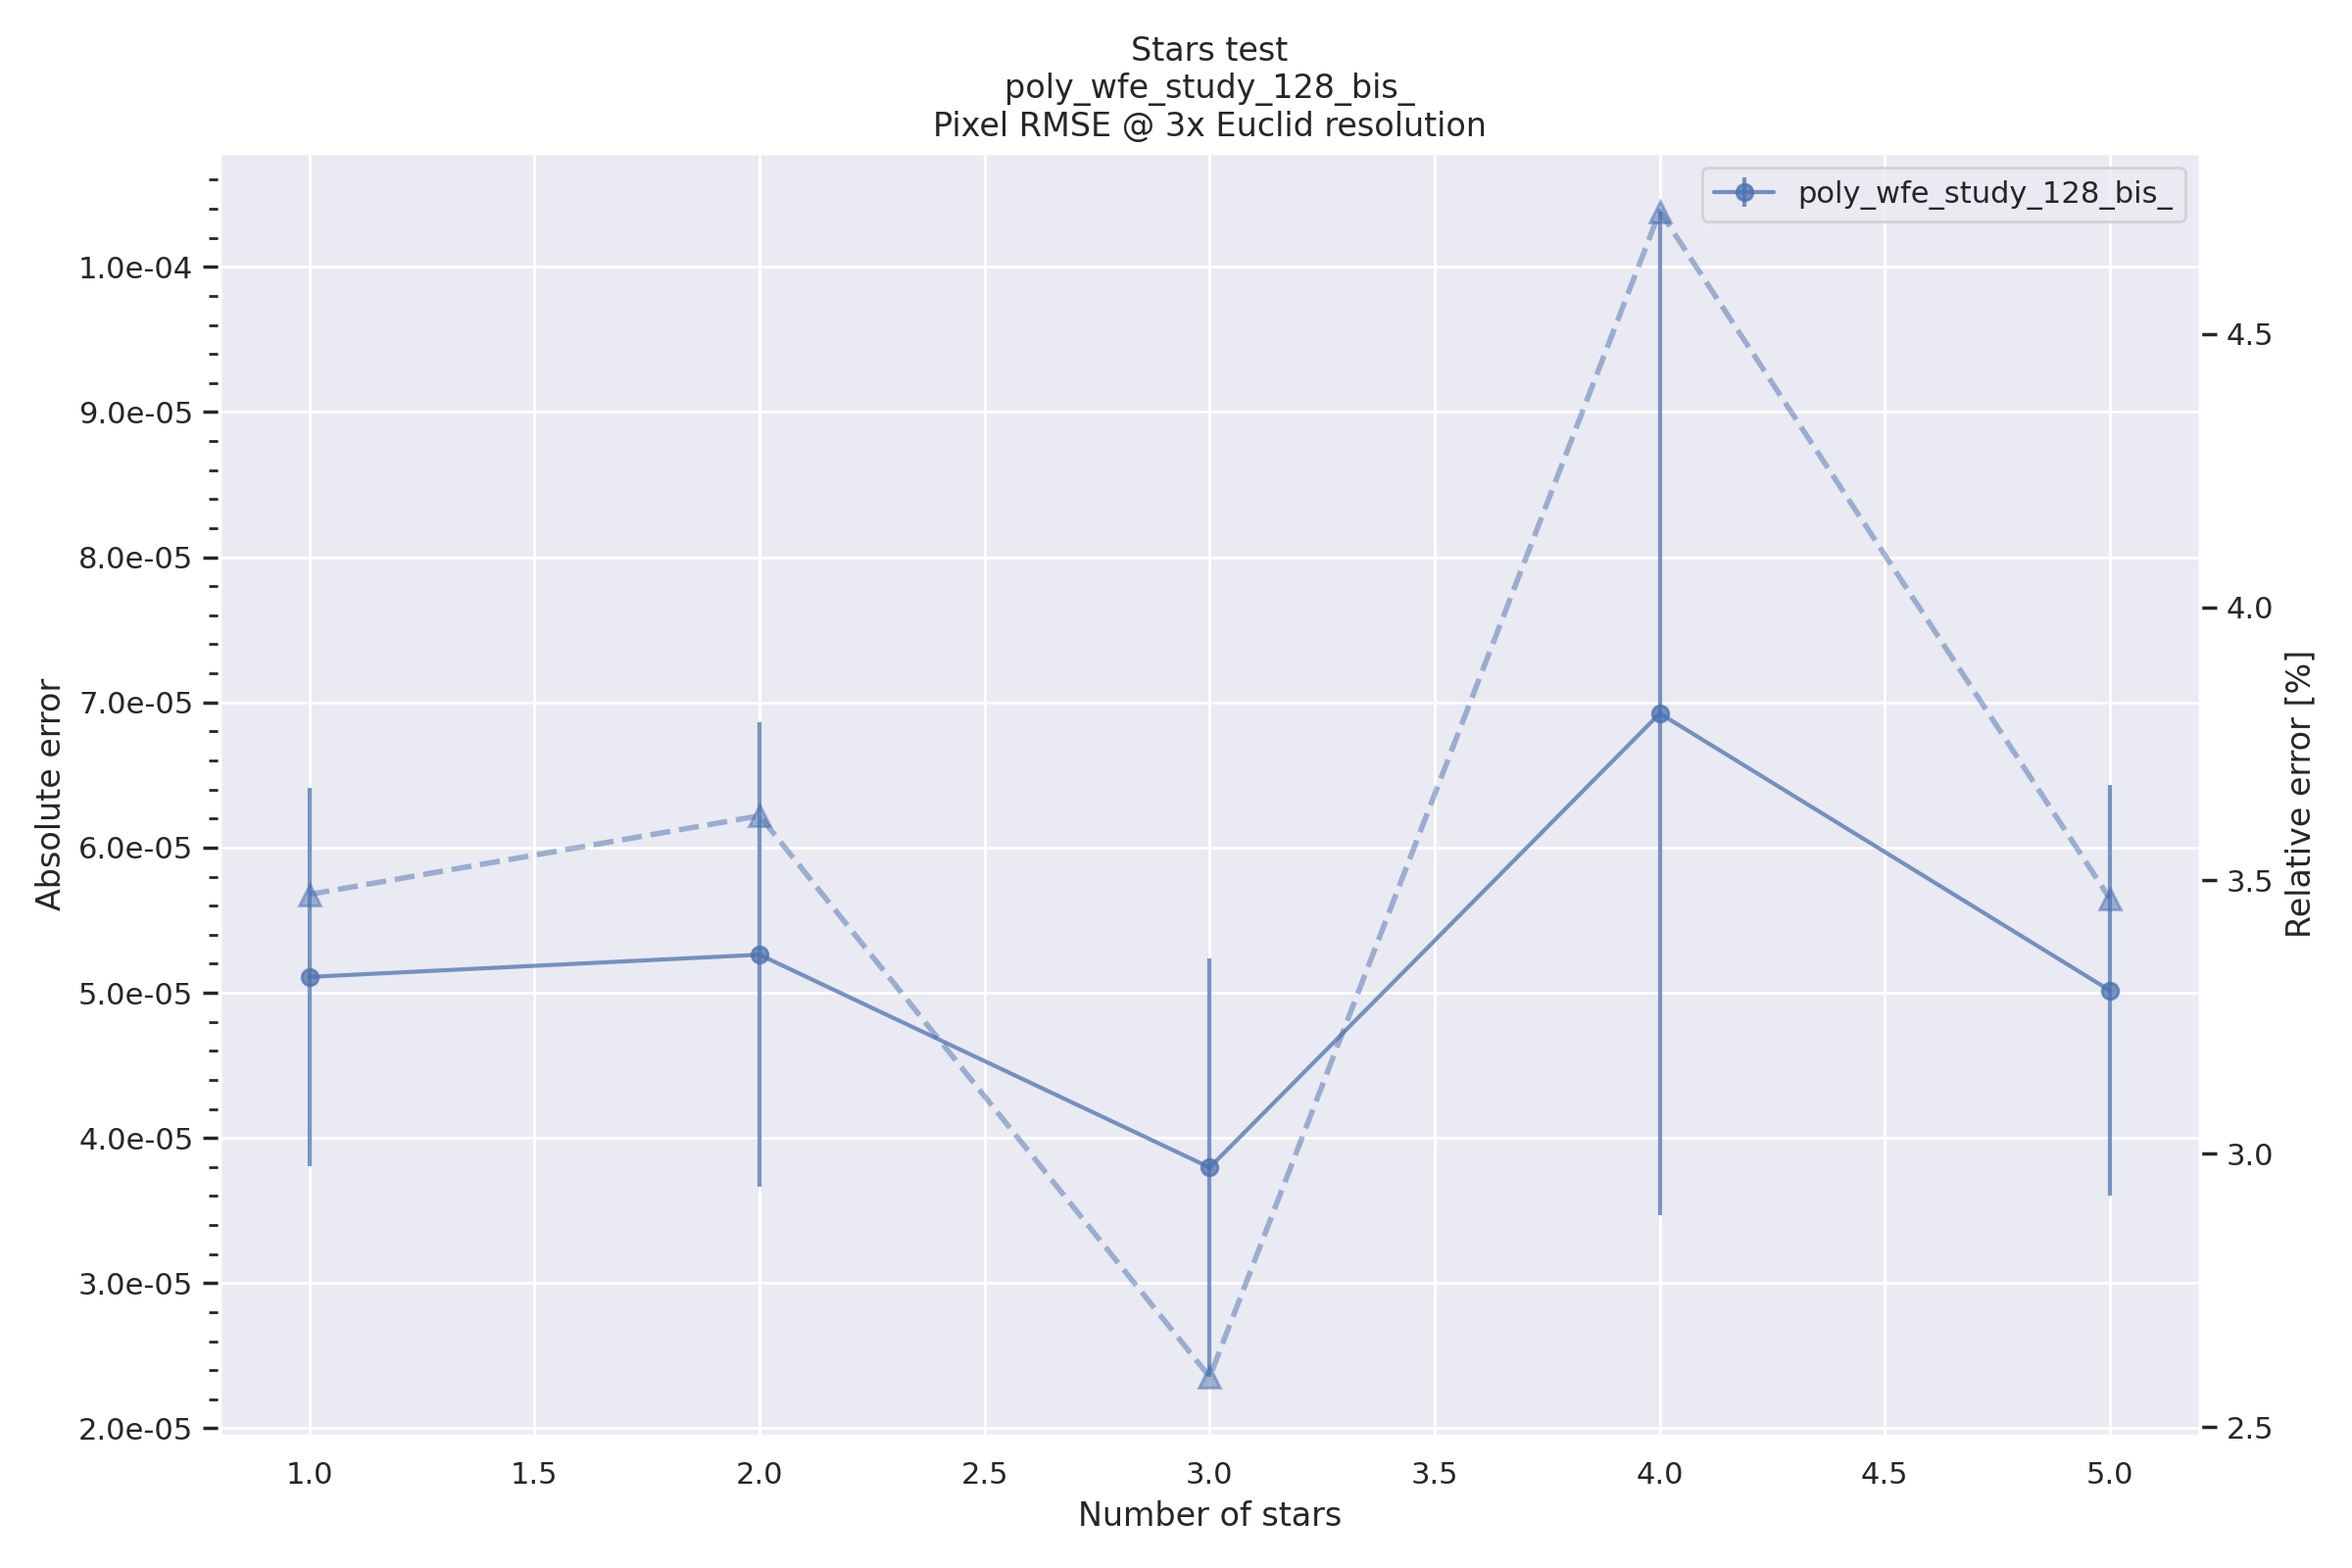 Stars test
poly_wfe_study_128_bis_
Pixel RMSE @ 3x Euclid resolution
poly_wfe_study_128_bis_
Absolute error
1.0e-04
9.0e-05
8.0e-05
7.0e-05
6.0e-05
5.0e-05
4.0e-05
3.0e-05
2.0e-05
4.5
4.0
3.5
3.0
2.5
Relative error [%]
1.0 1.5 2.0 2.5 3.0 3.5 4.0 4.5 5.0
Number of stars